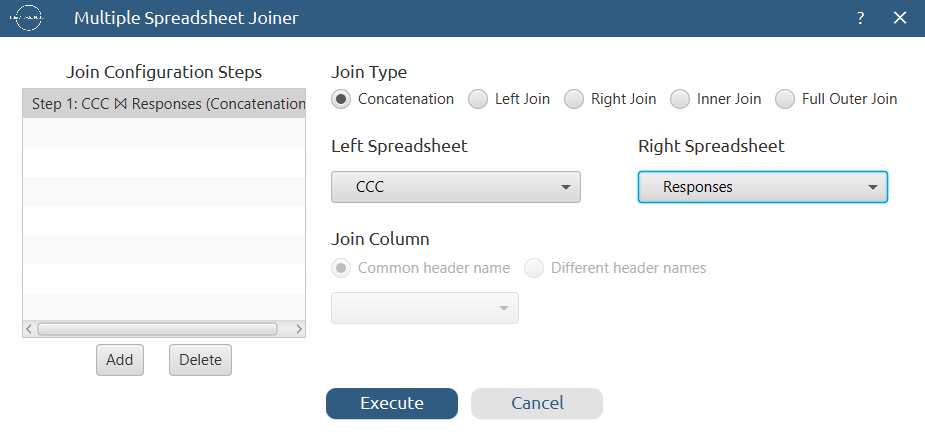 Multiple Spreadsheet Joiner
?
Join Configuration Steps
Step 1: CCC ⋈ Responses (Concatenation
Add
Delete
Join Type
Concatenation
Left Join
Right Join
Inner Join
Full Outer Join
Left Spreadsheet
Right Spreadsheet
CCC
Responses
Join Column
Common header name
Different header names
Execute
Cancel